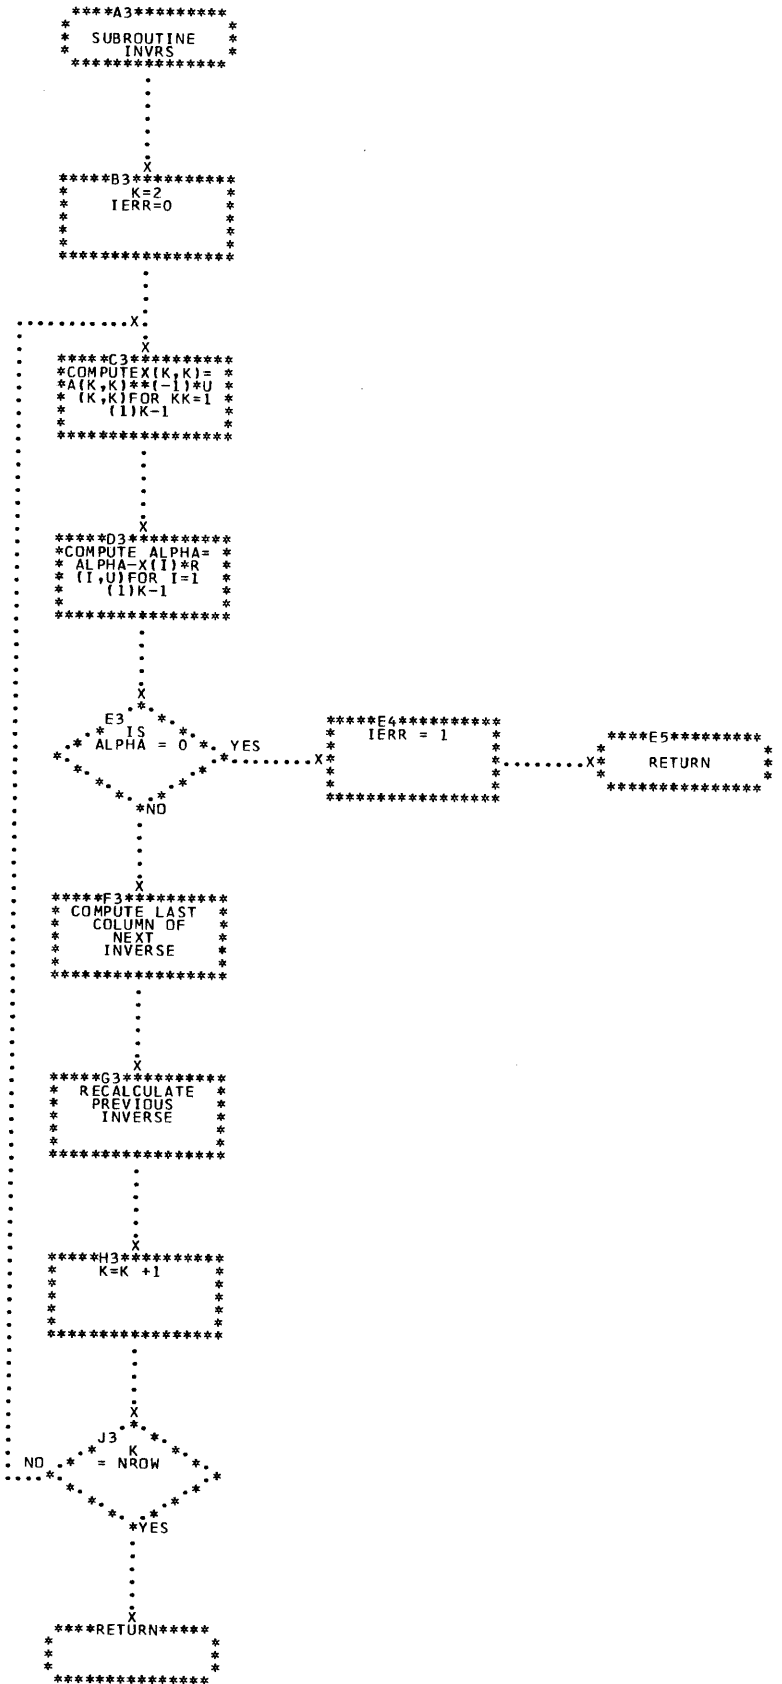 A3
SUBROUTINE
INVRS
X
B3
K=2
IERR=0
X
X
C3
*COMPUTEX(K,K)=
*A(K,K)**(-1)*U
(K,K)FOR KK=1
(1)K-1
X
D3
*COMPUTE ALPHA=
ALPHA-X(I)*R
(I,U)FOR I=1
(1)K-1
X
E3
IS
ALPHA = 0
YES
X
E4
IERR = 1
X
E5
RETURN
NO
X
F3
COMPUTE LAST
COLUMN OF
NEXT
INVERSE
X
G3
RECALCULATE
PREVIOUS
INVERSE
X
H3
K=K +1
X
J3
K
= NROW
NO
YES
X
RETURN